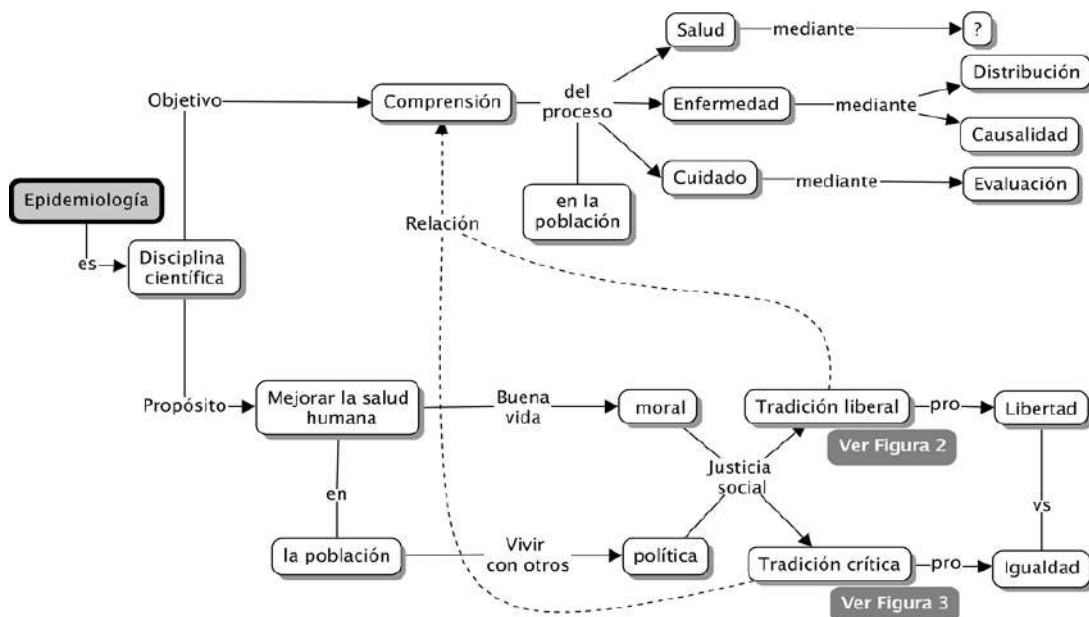 Salud
mediante
?
Distribución
Objetivo
Comprensión
del
proceso
Enfermedad
mediante
Causalidad
Epidemiología
Cuidado
mediante
Evaluación
en la
población
Relación
es
Disciplina
científica
Propósito
Mejorar la salud
humana
Buena
vida
moral
Tradición liberal
pro
Libertad
Ver Figura 2
Justicia
social
en
vs
la población
Vivir
con otros
política
Tradición crítica
pro
Igualdad
Ver Figura 3